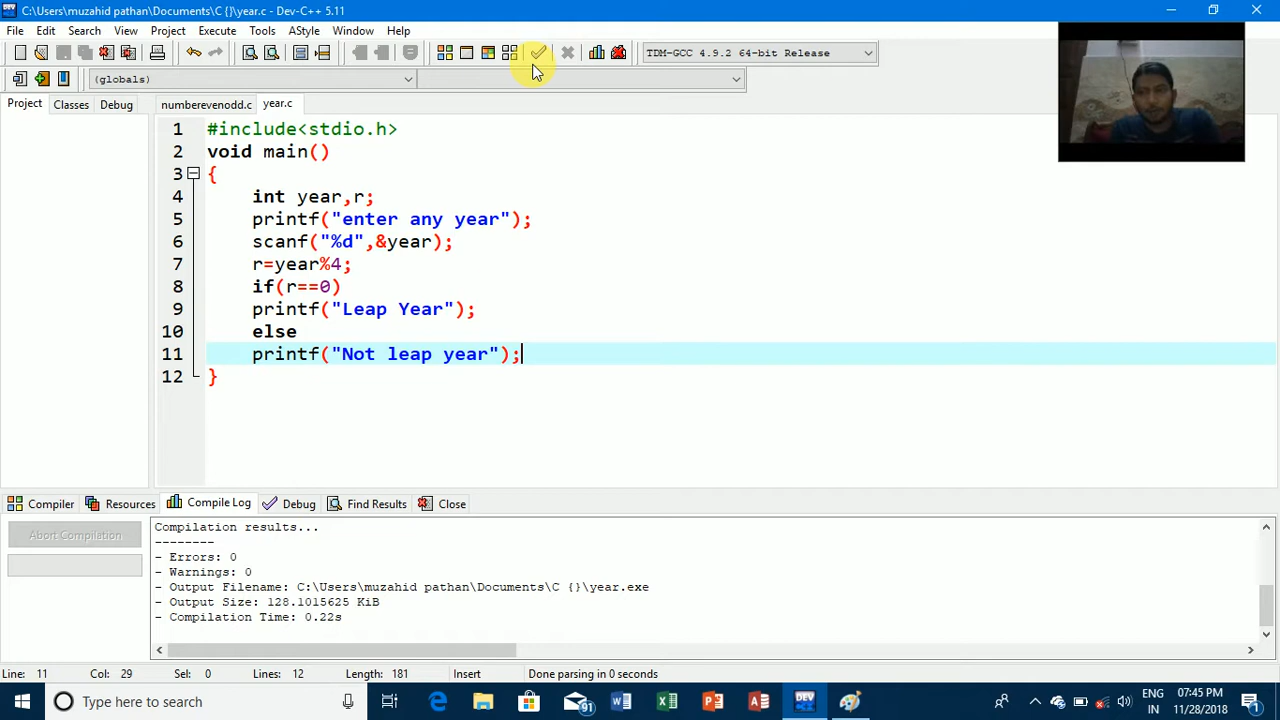 C:\Users\muzahid pathan\Documents\C {}\year.c - Dev-C++ 5.11
File Edit Search View Project Execute Tools AStyle Window Help
TDM-GCC 4.9.2 64-bit Release
(globals)
Project Classes Debug numberevenodd.c year.c
1 #include<stdio.h>
2 void main()
3 {
4 int year,r;
5 printf("enter any year");
6 scanf("%d",&year);
7 r=year%4;
8 if(r==0)
9 printf("Leap Year");
10 else
11 printf("Not leap year");
12 }
Compiler Resources Compile Log Debug Find Results Close
Abort Compilation
Compilation results...
--------
- Errors: 0
- Warnings: 0
- Output Filename: C:\Users\muzahid pathan\Documents\C {}\year.exe
- Output Size: 128.1015625 KiB
- Compilation Time: 0.22s
Line: 11 Col: 29 Sel: 0 Lines: 12 Length: 181 Insert Done parsing in 0 seconds
Type here to search 91 DEV C++ ENG 07:45 PM
IN 11/28/2018 1